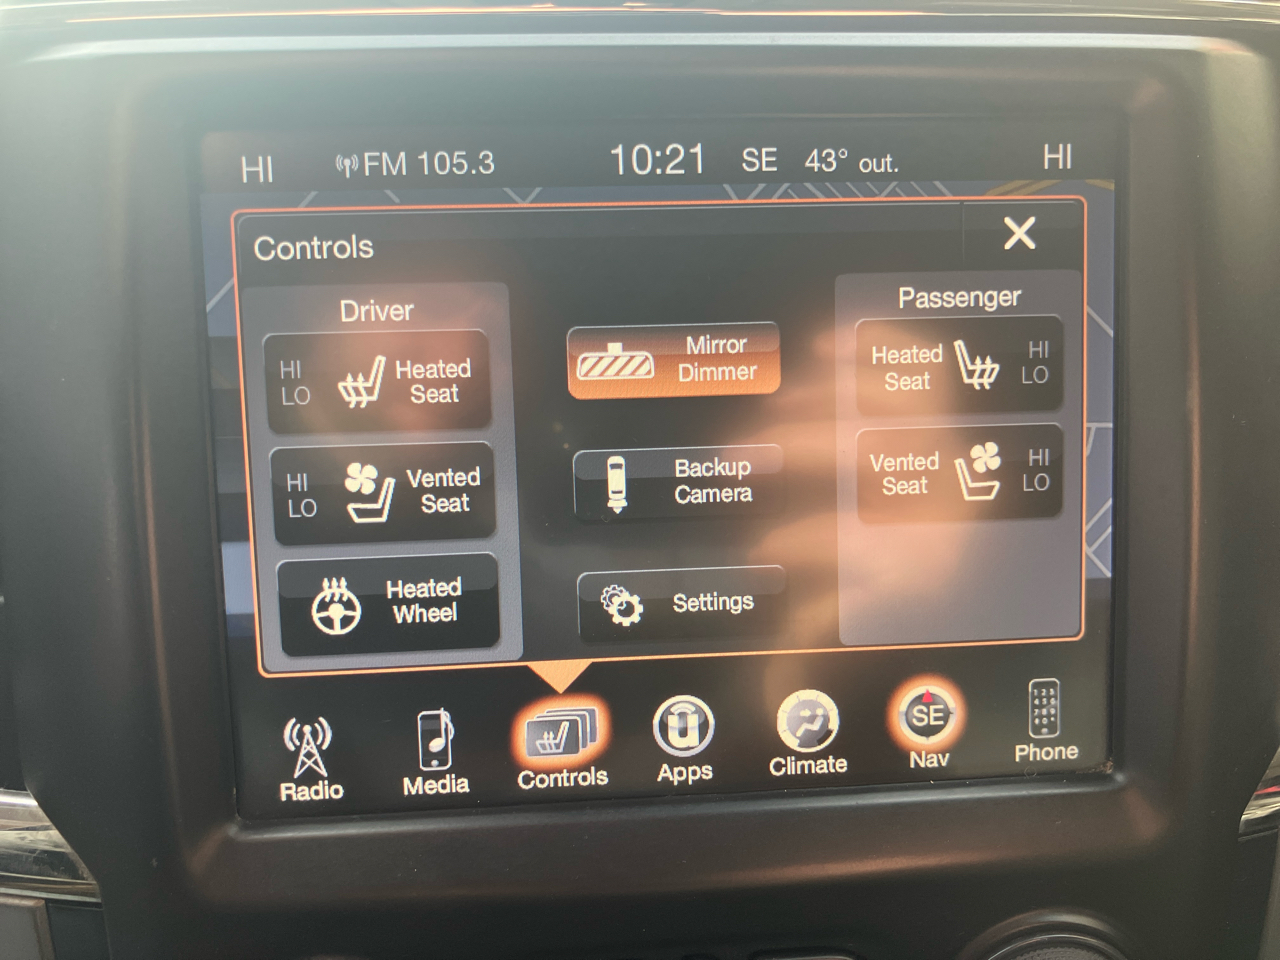 HI FM 105.3 10:21 SE 43° out. HI
Controls
Driver
HI
LO
Heated
Seat
HI
LO
Vented
Seat
Heated
Wheel
Mirror
Dimmer
Backup
Camera
Settings
Passenger
Heated
Seat
HI
LO
Vented
Seat
HI
LO
SE
Radio Media Controls Apps Climate Nav Phone